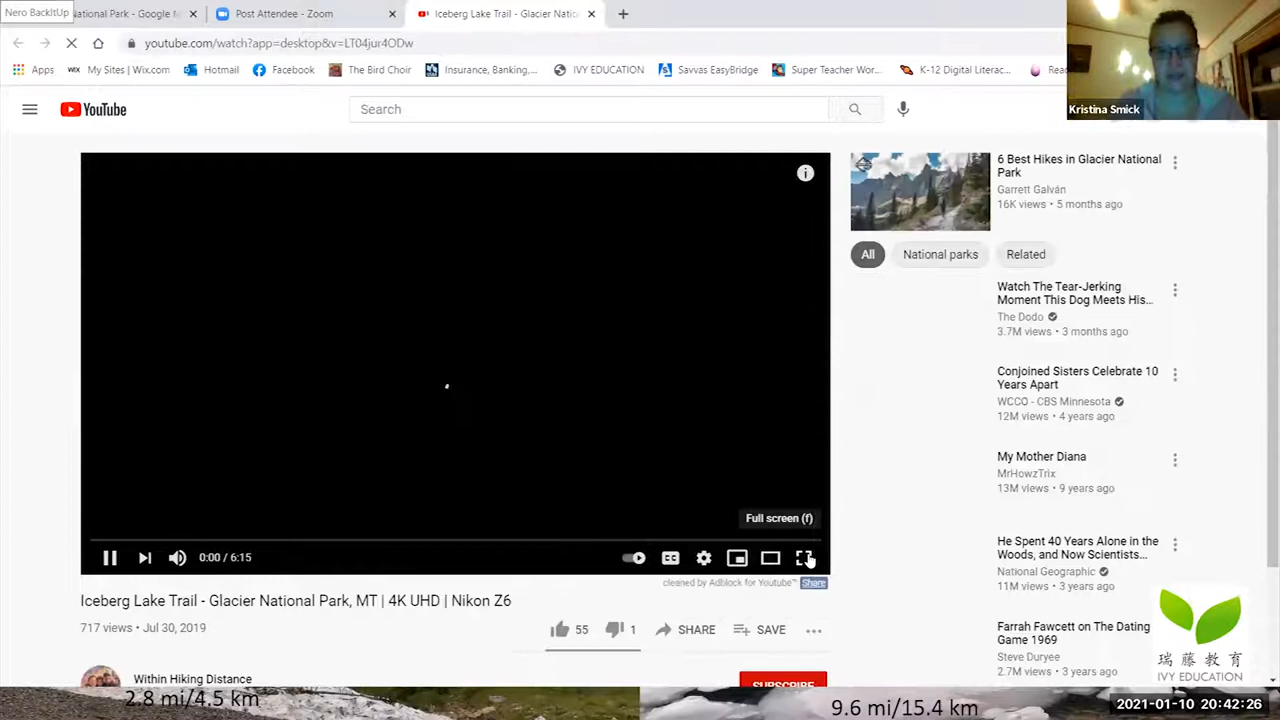 Nero BackItUp
National Park - Google M
Post Attendee - Zoom
Iceberg Lake Trail - Glacier Natio
youtube.com/watch?app=desktop&v=LT04jur4ODw
Apps
WIX
My Sites | Wix.com
Hotmail
Facebook
The Bird Choir
Insurance, Banking,...
IVY EDUCATION
Savvas EasyBridge
Super Teacher Wor...
K-12 Digital Literac...
Kristina Smick
YouTube
Search
6 Best Hikes in Glacier National
Park
Garrett Galván
16K views • 5 months ago
All
National parks
Related
Watch The Tear-Jerking
Moment This Dog Meets His...
The Dodo
3.7M views • 3 months ago
Conjoined Sisters Celebrate 10
Years Apart
WCCO - CBS Minnesota
12M views • 4 years ago
My Mother Diana
MrHowzTrix
13M views • 9 years ago
Full screen (f)
He Spent 40 Years Alone in the
Woods, and Now Scientists...
National Geographic
11M views • 3 years ago
0:00 / 6:15
CC
cleaned by Adblock for Youtube™
Share
Iceberg Lake Trail - Glacier National Park, MT | 4K UHD | Nikon Z6
717 views • Jul 30, 2019
55
1
SHARE
SAVE
Farrah Fawcett on The Dating
Game 1969
Steve Duryee
2.7M views • 3 years ago
瑞藤教育
IVY EDUCATION
Within Hiking Distance
SUBSCRIBE
2.8 mi/4.5 km
9.6 mi/15.4 km
2021-01-10 20:42:26